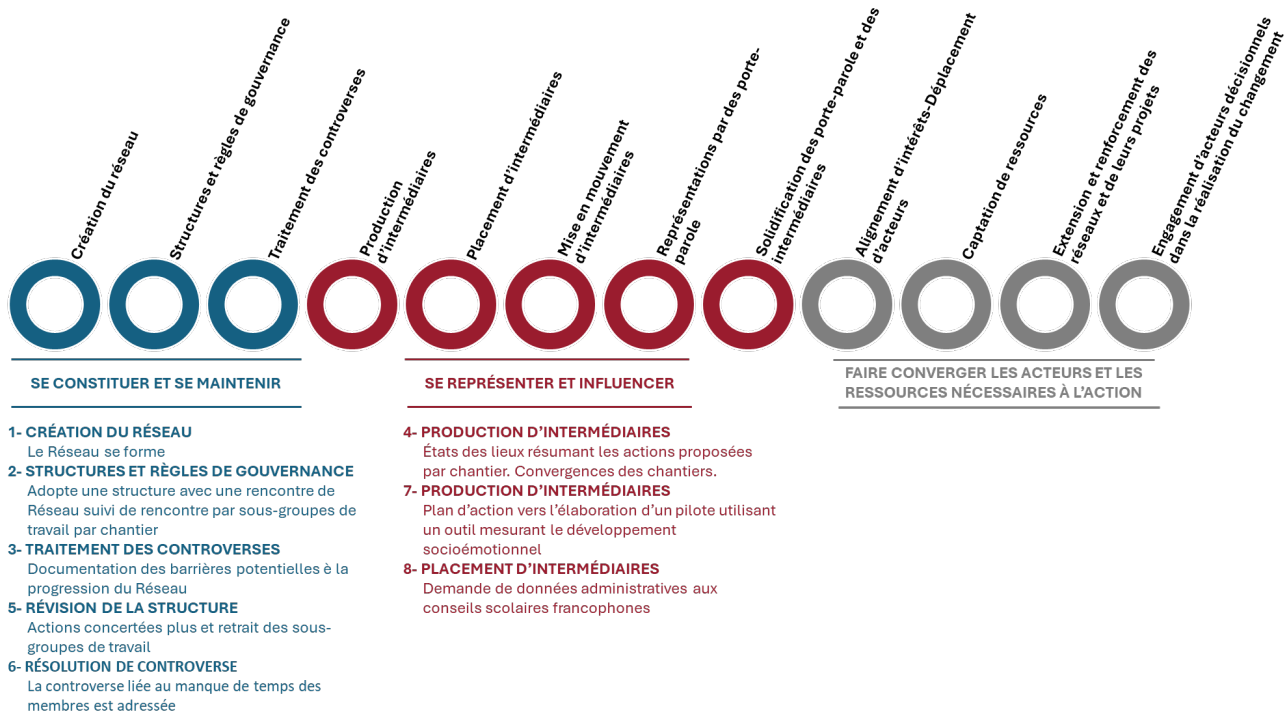 Création du réseau
Structures et règles de gouvernance
Traitement des controverses
Production
d'intermédiaires
Placement d'intermédiaires
Mise en mouvement
d'intermédiaires
Représentations par des porte-
parole
Solidification des porte-parole et des
intermédiaires
Alignement d'intérêts-Déplacement
d'acteurs
Captation de ressources
Extension et renforcement des
réseaux et de leurs projets
Engagement d'acteurs décisionnels
dans la réalisation du changement
SE CONSTITUER ET SE MAINTENIR
1- CRÉATION DU RÉSEAU
Le Réseau se forme
2- STRUCTURES ET RÈGLES DE GOUVERNANCE
Adopte une structure avec une rencontre de
Réseau suivi de rencontre par sous-groupes de
travail par chantier
3- TRAITEMENT DES CONTROVERSES
Documentation des barrières potentielles è la
progression du Réseau
5- RÉVISION DE LA STRUCTURE
Actions concertées plus et retrait des sous-
groupes de travail
6- RÉSOLUTION DE CONTROVERSE
La controverse liée au manque de temps des
membres est adressée
SE REPRÉSENTER ET INFLUENCER
4- PRODUCTION D'INTERMÉDIAIRES
États des lieux résumant les actions proposées
par chantier. Convergences des chantiers.
7- PRODUCTION D'INTERMÉDIAIRES
Plan d'action vers l'élaboration d'un pilote utilisant
un outil mesurant le développement
socioémotionnel
8- PLACEMENT D'INTERMÉDIAIRES
Demande de données administratives aux
conseils scolaires francophones
FAIRE CONVERGER LES ACTEURS ET LES
RESSOURCES NÉCESSAIRES À L'ACTION